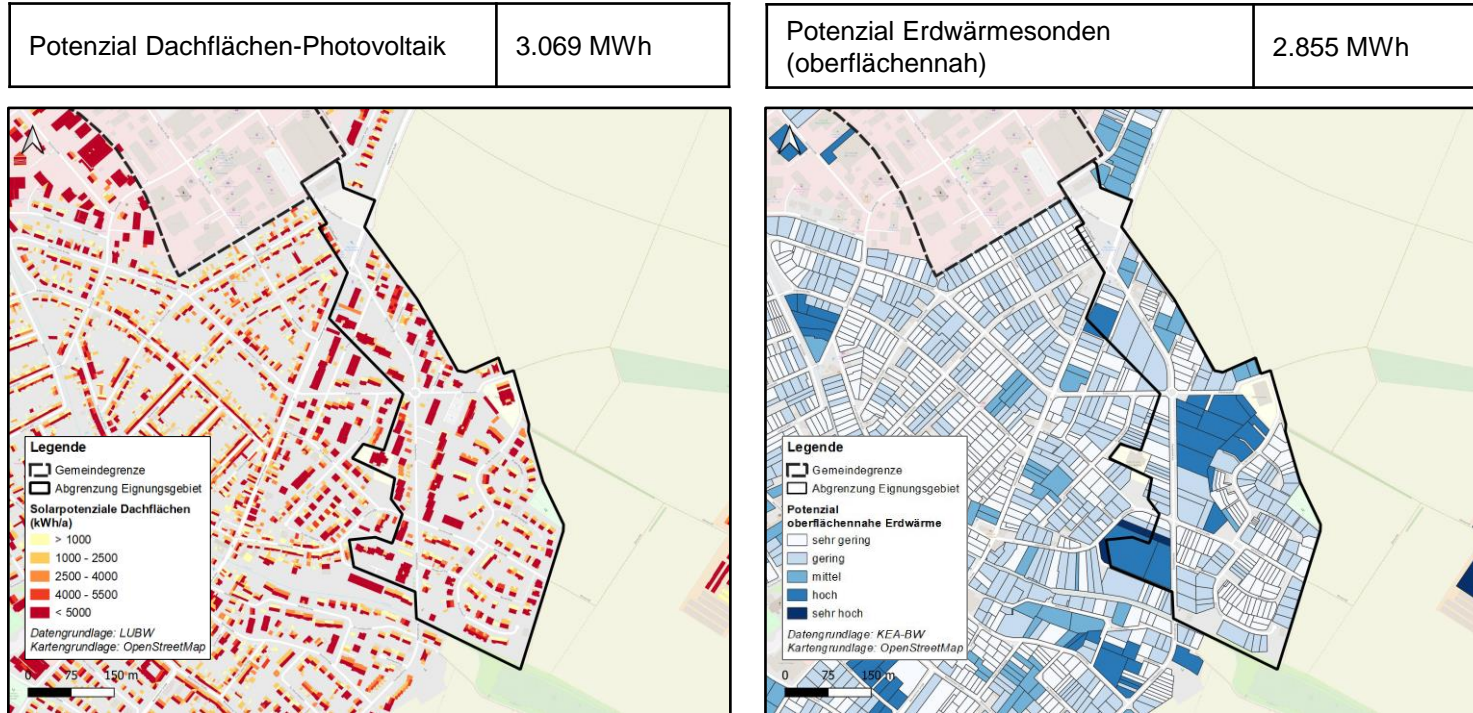 Potenzial Dachflächen-Photovoltaik
3.069 MWh
Potenzial Erdwärmesonden
(oberflächennah)
2.855 MWh
Legende
Gemeindegrenze
Abgrenzung Eignungsgebiet
Solarpotenziale Dachflächen
(kWh/a)
> 1000
1000 - 2500
2500 - 4000
4000 - 5500
< 5000
Datengrundlage: LUBW
Kartengrundlage: OpenStreetMap
0 75 150 m
Legende
Gemeindegrenze
Abgrenzung Eignungsgebiet
Potenzial
oberflächennahe Erdwärme
sehr gering
gering
mittel
hoch
sehr hoch
Datengrundlage: KEA-BW
Kartengrundlage: OpenStreetMap
0 75 150 m